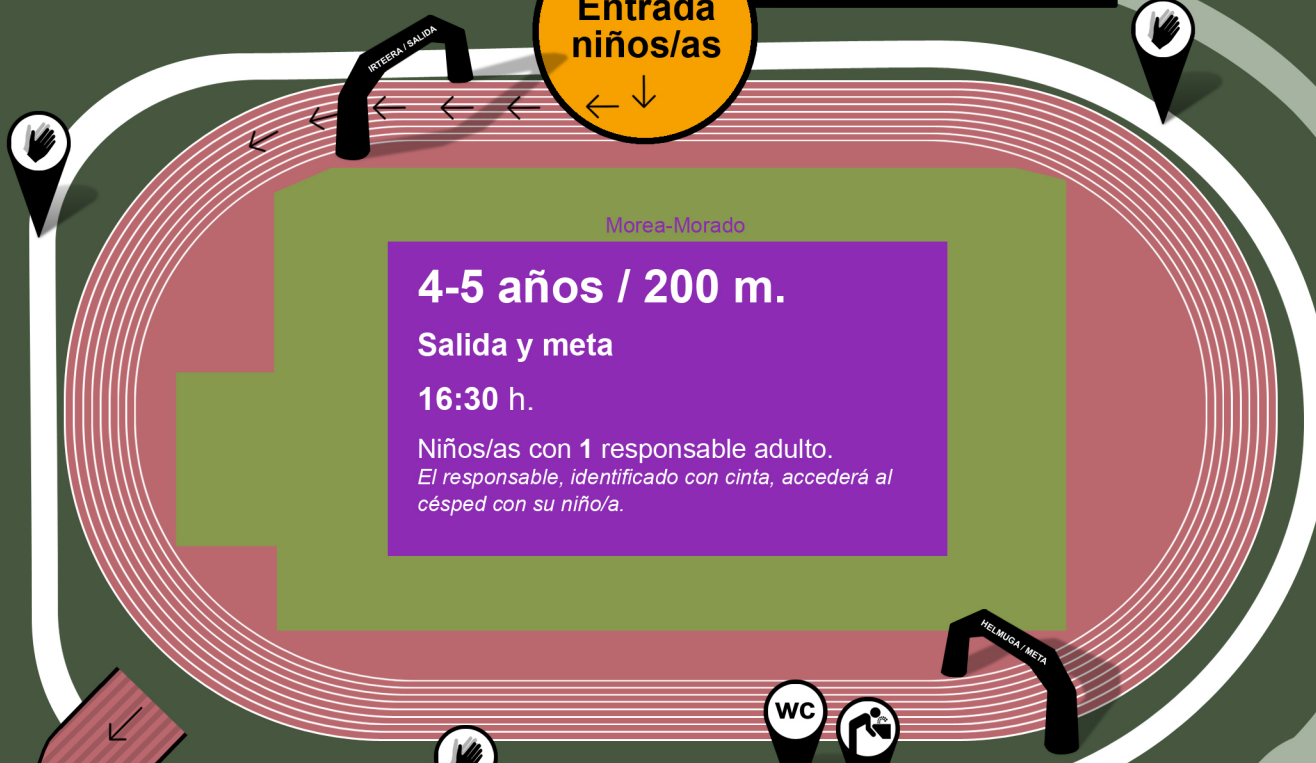 Entrada
niños/as
IRTEERA / SALIDA
Morea-Morado
4-5 años / 200 m.
Salida y meta
16:30 h.
Niños/as con 1 responsable adulto.
El responsable, identificado con cinta, accederá al
césped con su niño/a.
HELMUGA / META
WC